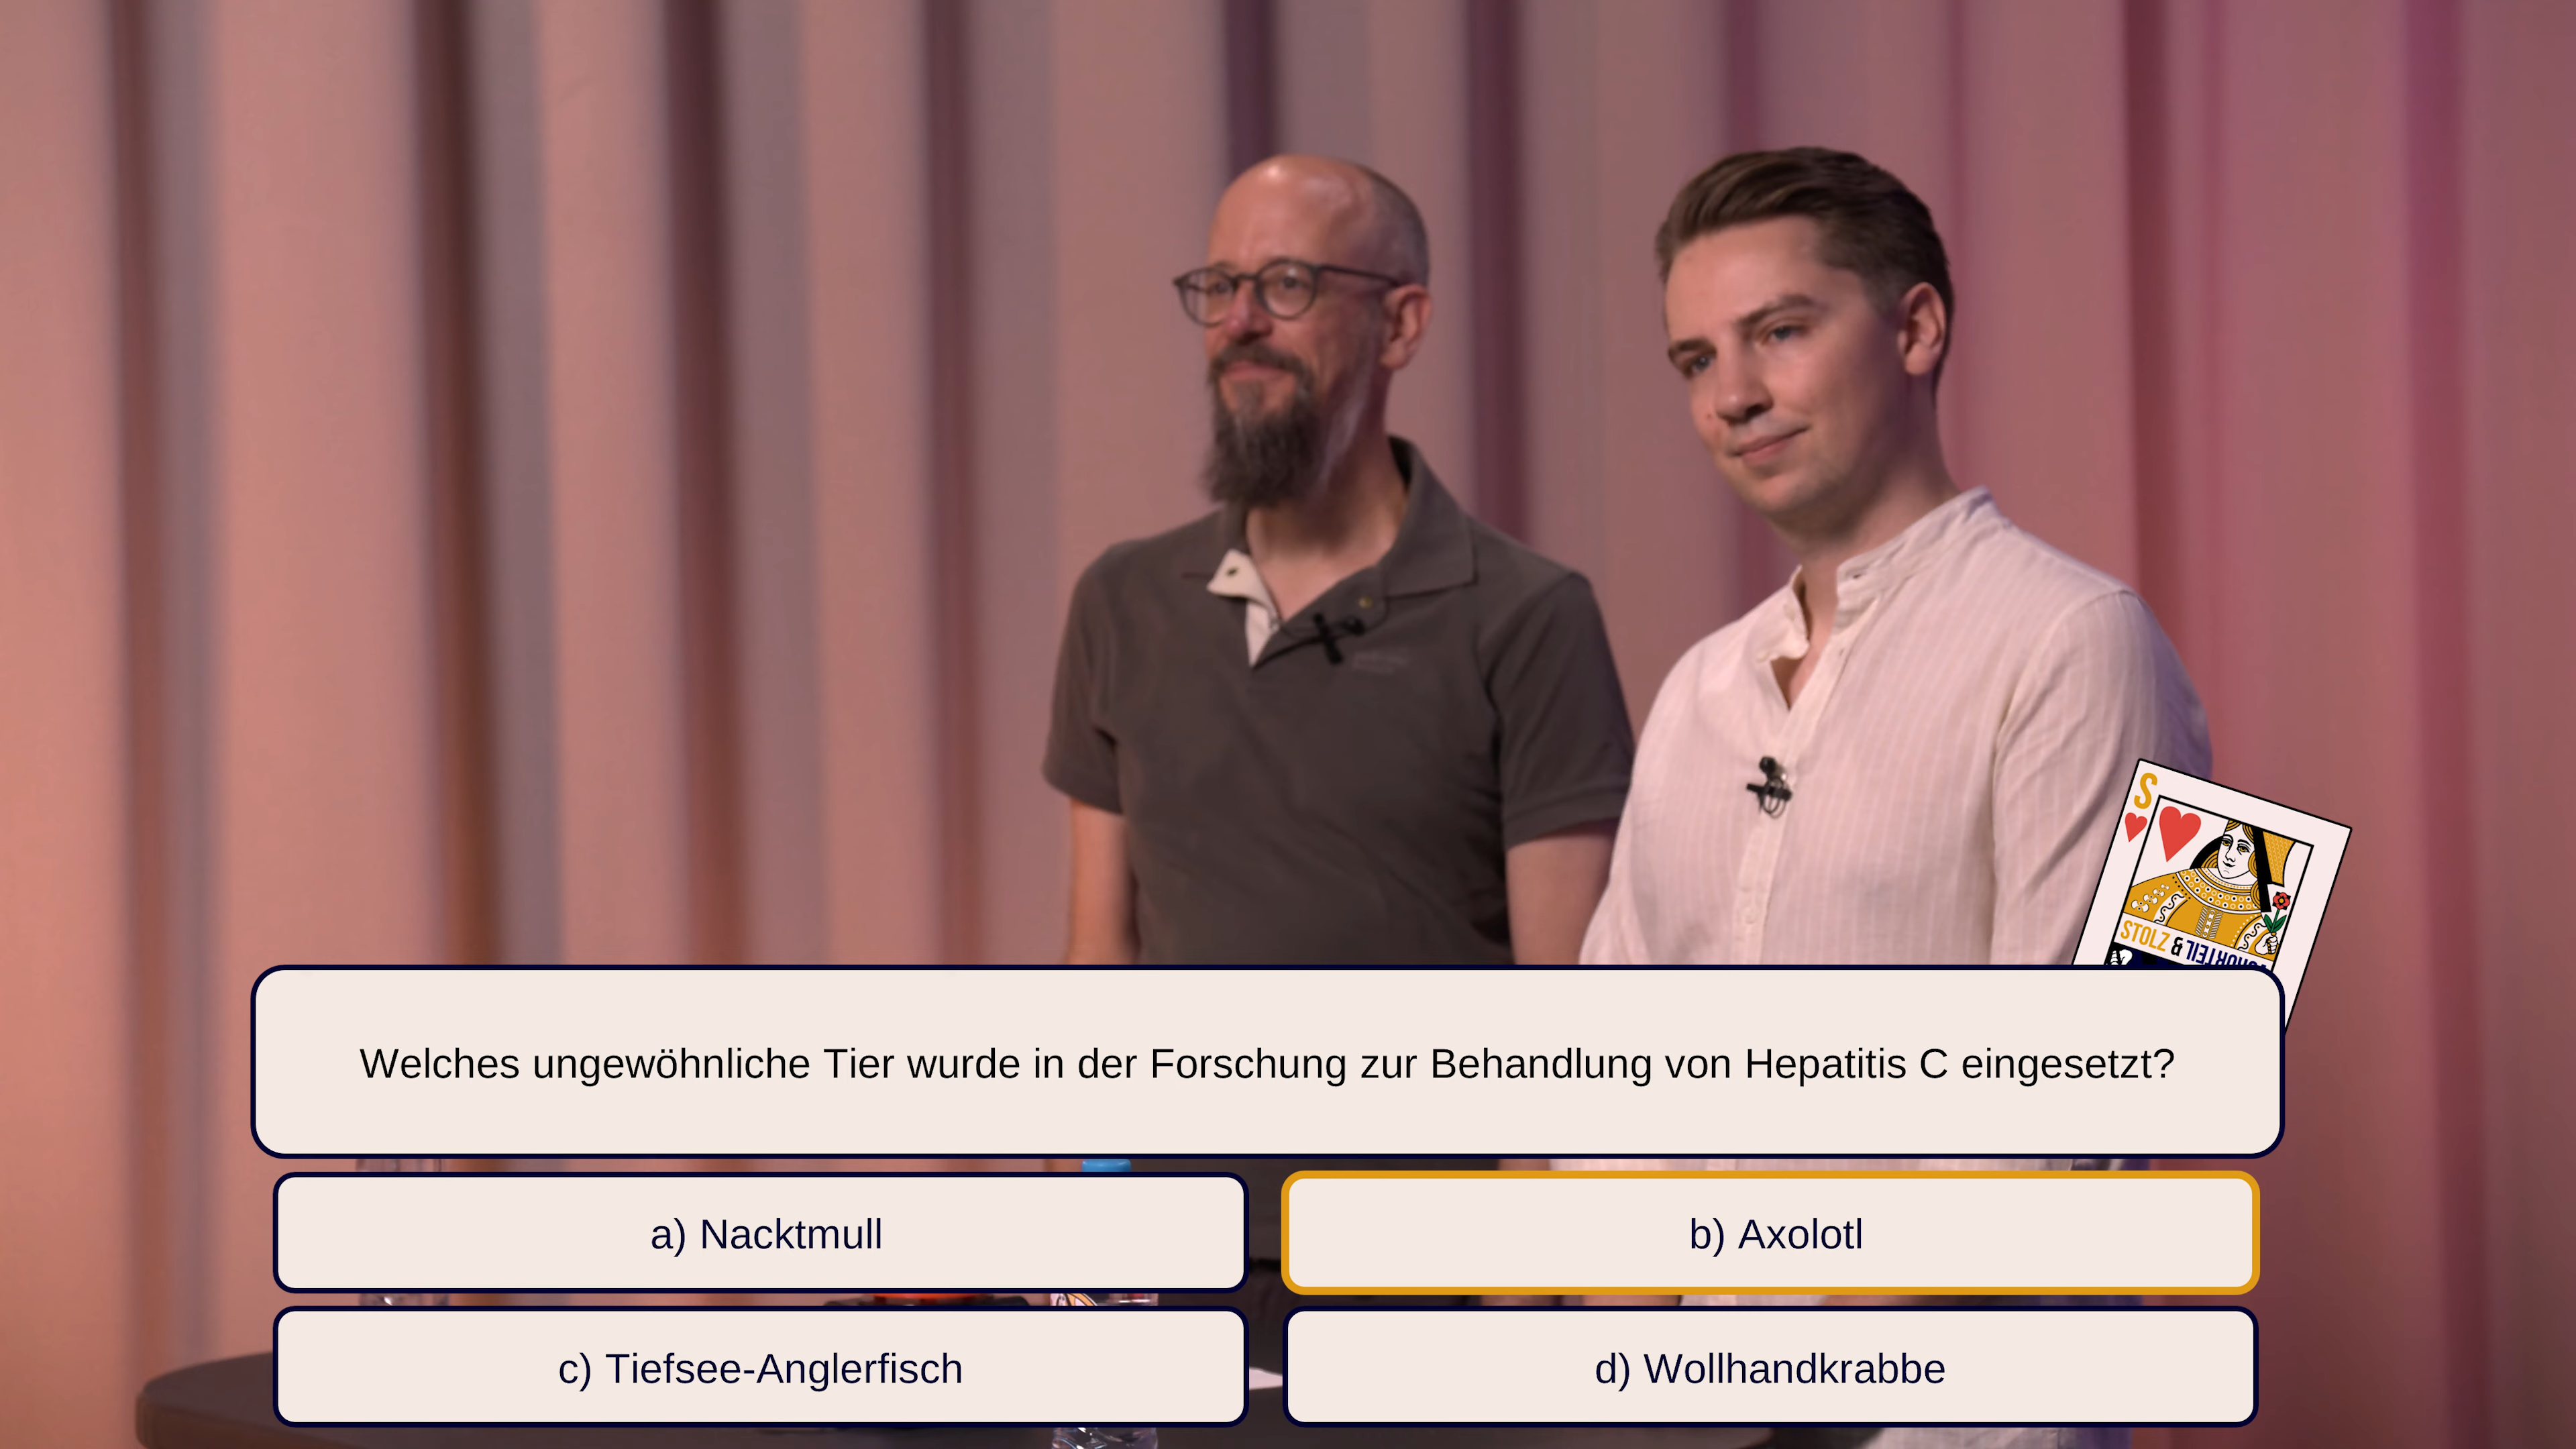 S
STOLZ &
Welches ungewöhnliche Tier wurde in der Forschung zur Behandlung von Hepatitis C eingesetzt?
a) Nacktmull
b) Axolotl
c) Tiefsee-Anglerfisch
d) Wollhandkrabbe